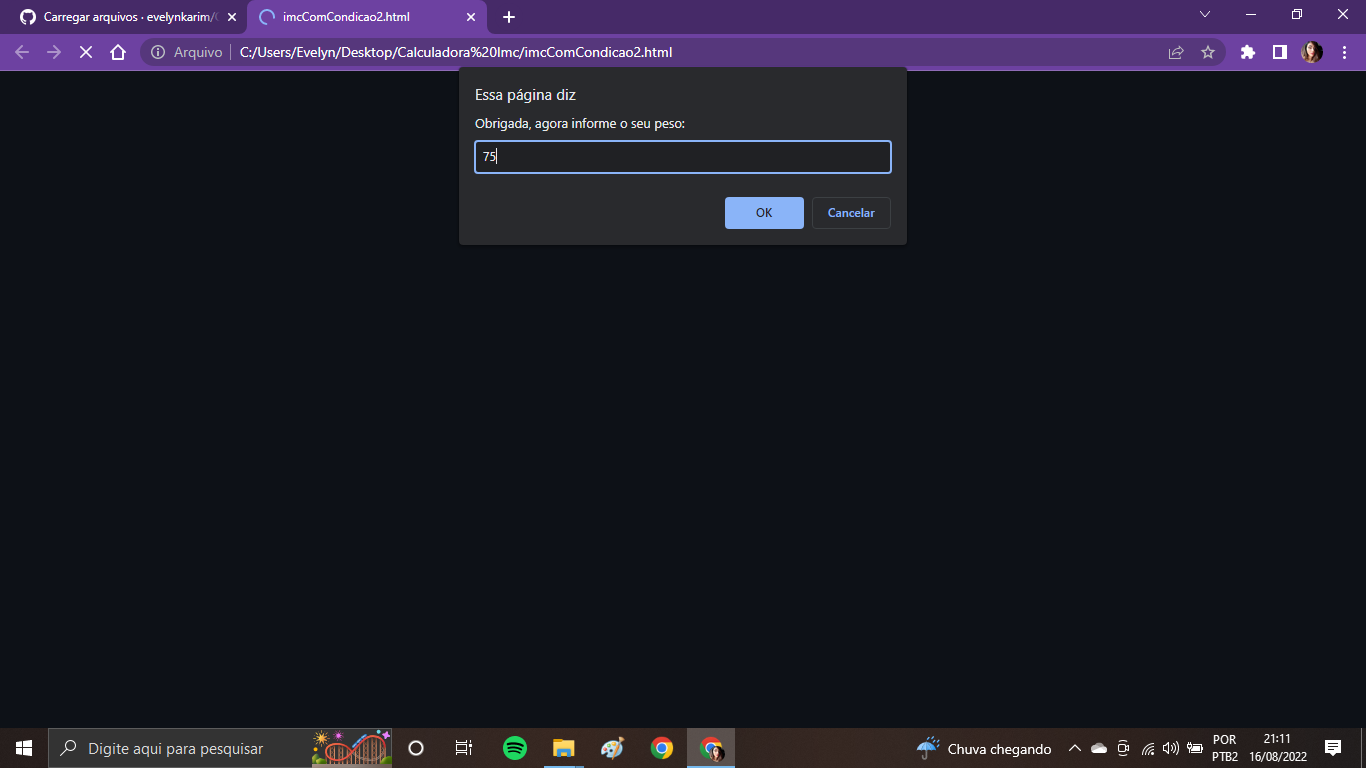 Carregar arquivos · evelynkarim/
imcComCondicao2.html
Arquivo
C:/Users/Evelyn/Desktop/Calculadora%20Imc/imcComCondicao2.html
Essa página diz
Obrigada, agora informe o seu peso:
75
OK
Cancelar
Digite aqui para pesquisar
Chuva chegando
POR
PTB2
21:11
16/08/2022